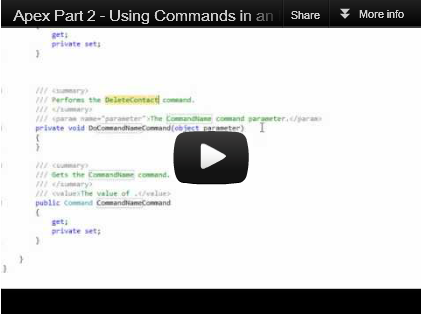 Apex Part 2 - Using Commands in an
Share
More info
get;
private set;
}
/// <summary>
/// Performs the DeleteContact command.
/// </summary>
/// <param name="parameter">The CommandName command parameter.</param>
private void DoCommandNameCommand(object parameter)
{
}
/// <summary>
/// Gets the CommandName command.
/// </summary>
/// <value>The value of .</value>
public Command CommandNameCommand
{
get;
private set;
}
}
}